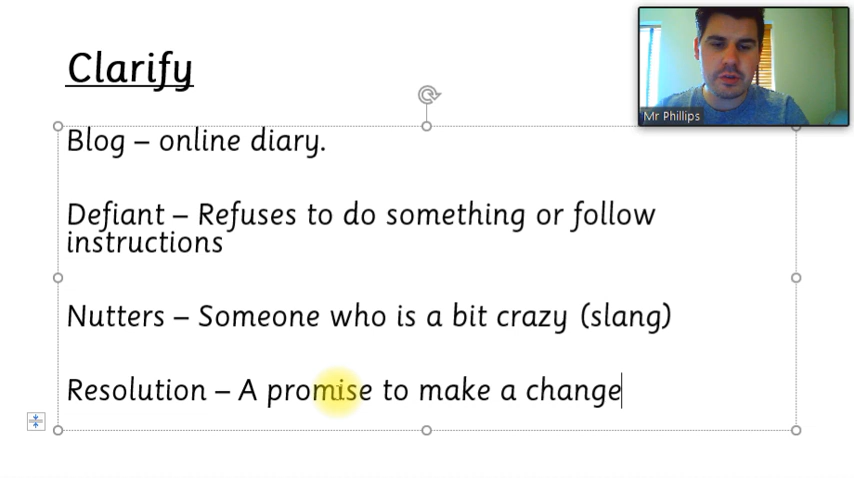 Clarify
Mr Phillips
Blog – online diary.
Defiant – Refuses to do something or follow
instructions
Nutters – Someone who is a bit crazy (slang)
Resolution – A promise to make a change